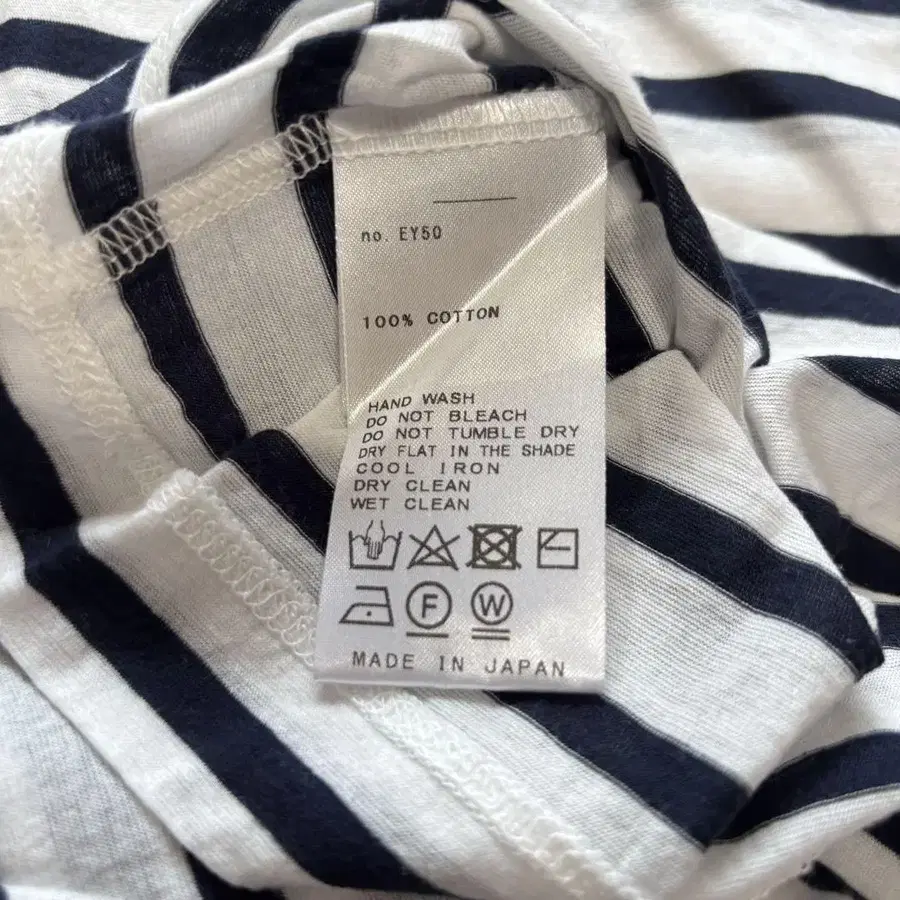 no. EY50
100% COTTON
HAND WASH
DO NOT BLEACH
DO NOT TUMBLE DRY
DRY FLAT IN THE SHADE
COOL IRON
DRY CLEAN
WET CLEAN
F W
MADE IN JAPAN